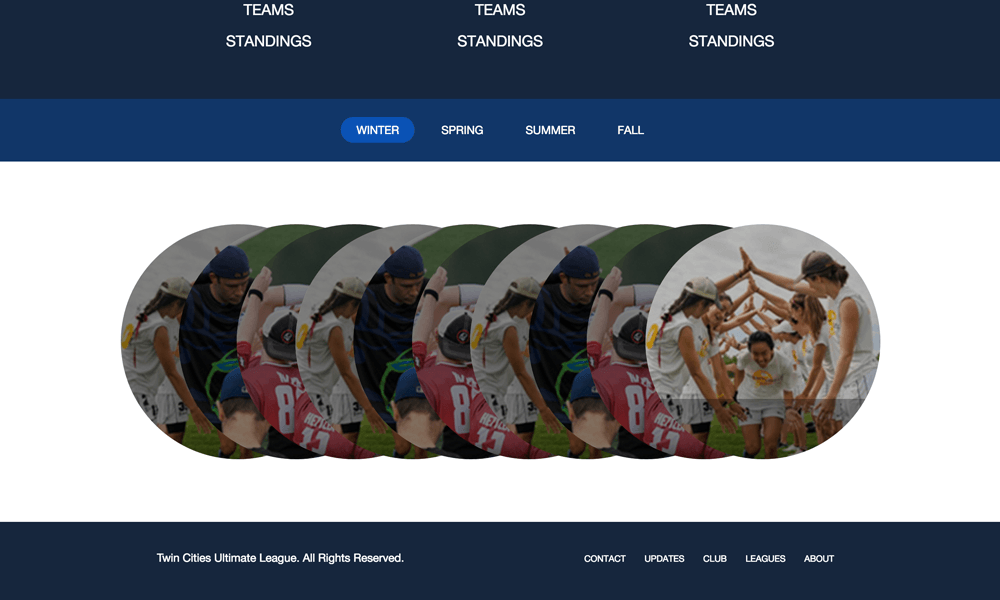 TEAMS TEAMS TEAMS
STANDINGS STANDINGS STANDINGS
WINTER SPRING SUMMER FALL
Twin Cities Ultimate League. All Rights Reserved. CONTACT UPDATES CLUB LEAGUES ABOUT